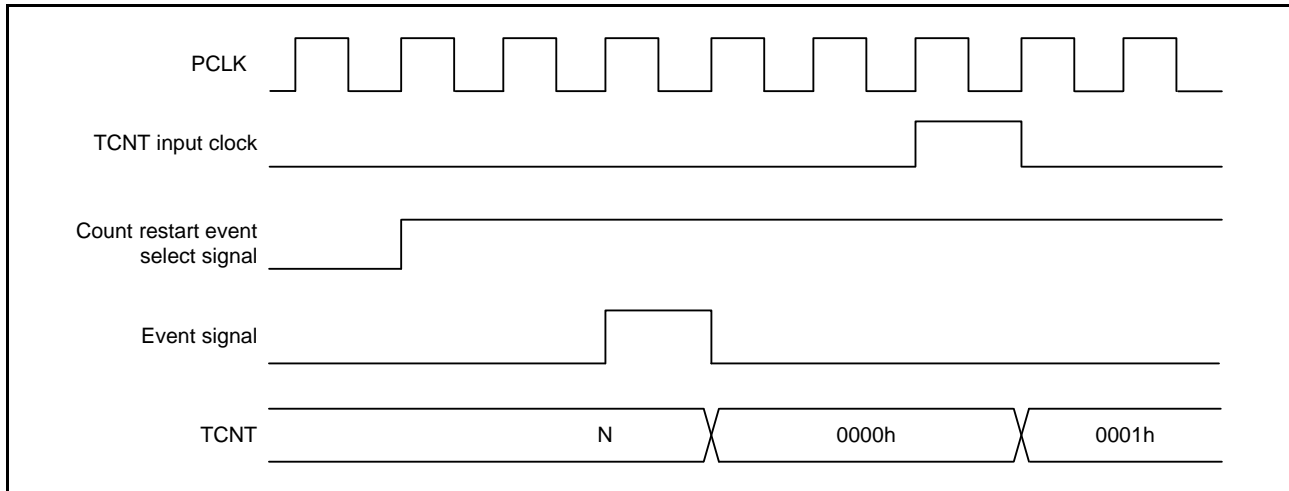 PCLK
TCNT input clock
Count restart event
select signal
Event signal
TCNT
N
0000h
0001h